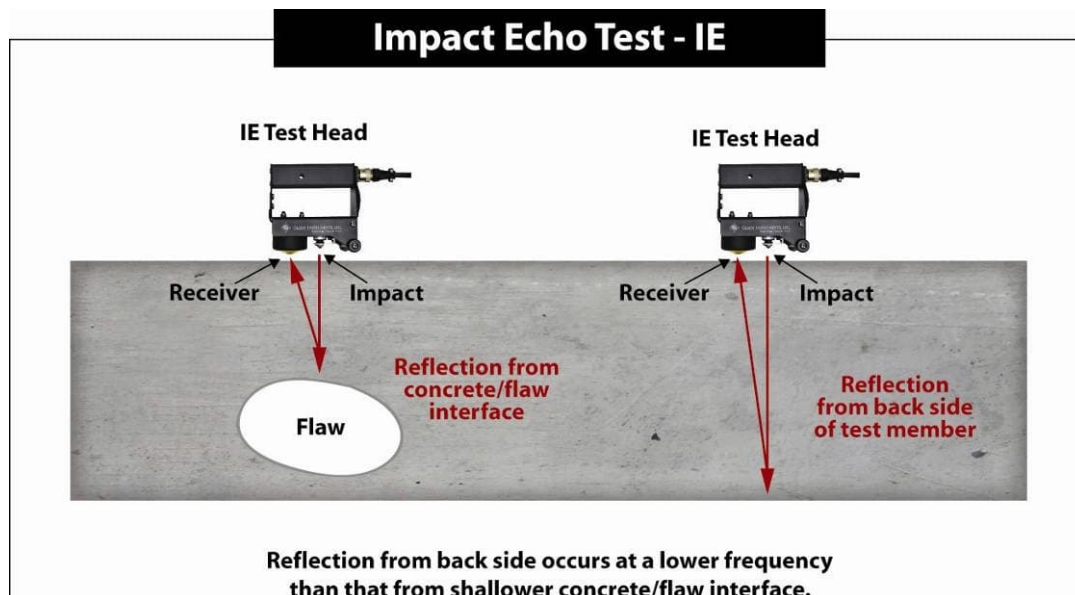 Impact Echo Test - IE
IE Test Head
IE Test Head
Receiver
Impact
Receiver
Impact
Reflection from
concrete/flaw
interface
Reflection
from back side
of test member
Flaw
Reflection from back side occurs at a lower frequency
than that from shallower concrete/flaw interface.